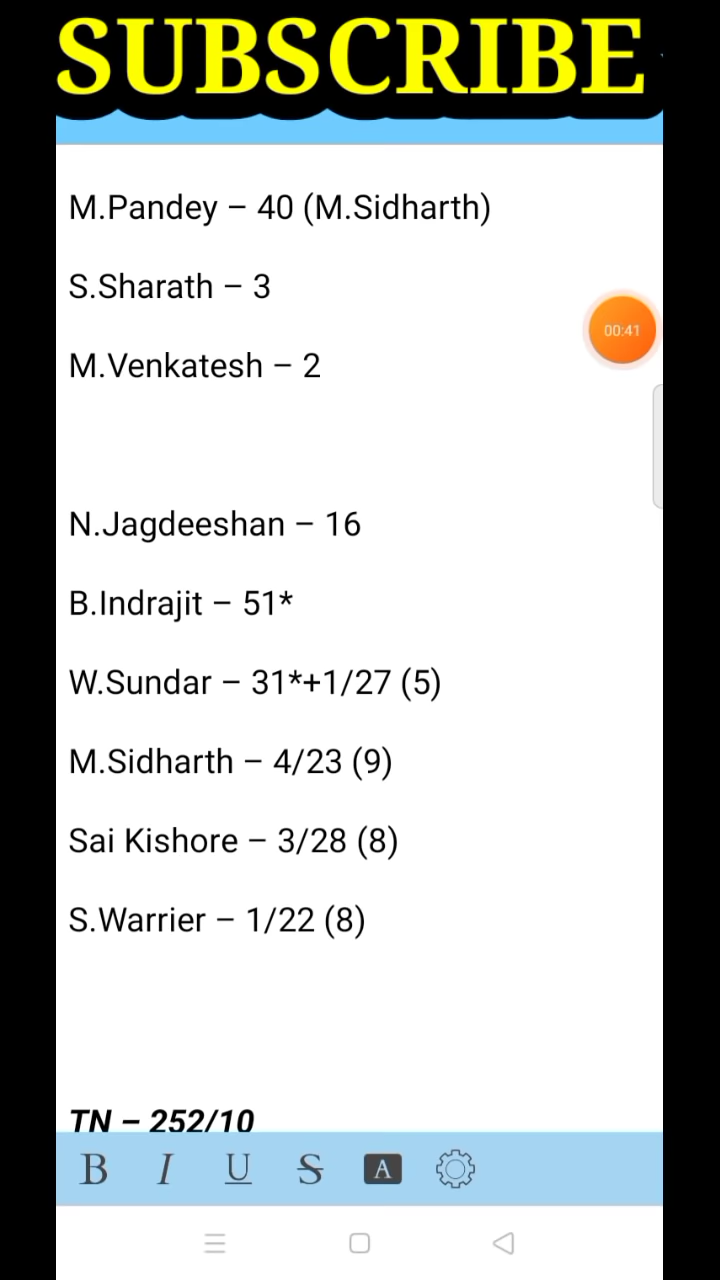 SUBSCRIBE
M.Pandey – 40 (M.Sidharth)
S.Sharath – 3
00:41
M.Venkatesh – 2
N.Jagdeeshan – 16
B.Indrajit – 51*
W.Sundar – 31*+1/27 (5)
M.Sidharth – 4/23 (9)
Sai Kishore – 3/28 (8)
S.Warrier – 1/22 (8)
TN – 252/10
B I U S A